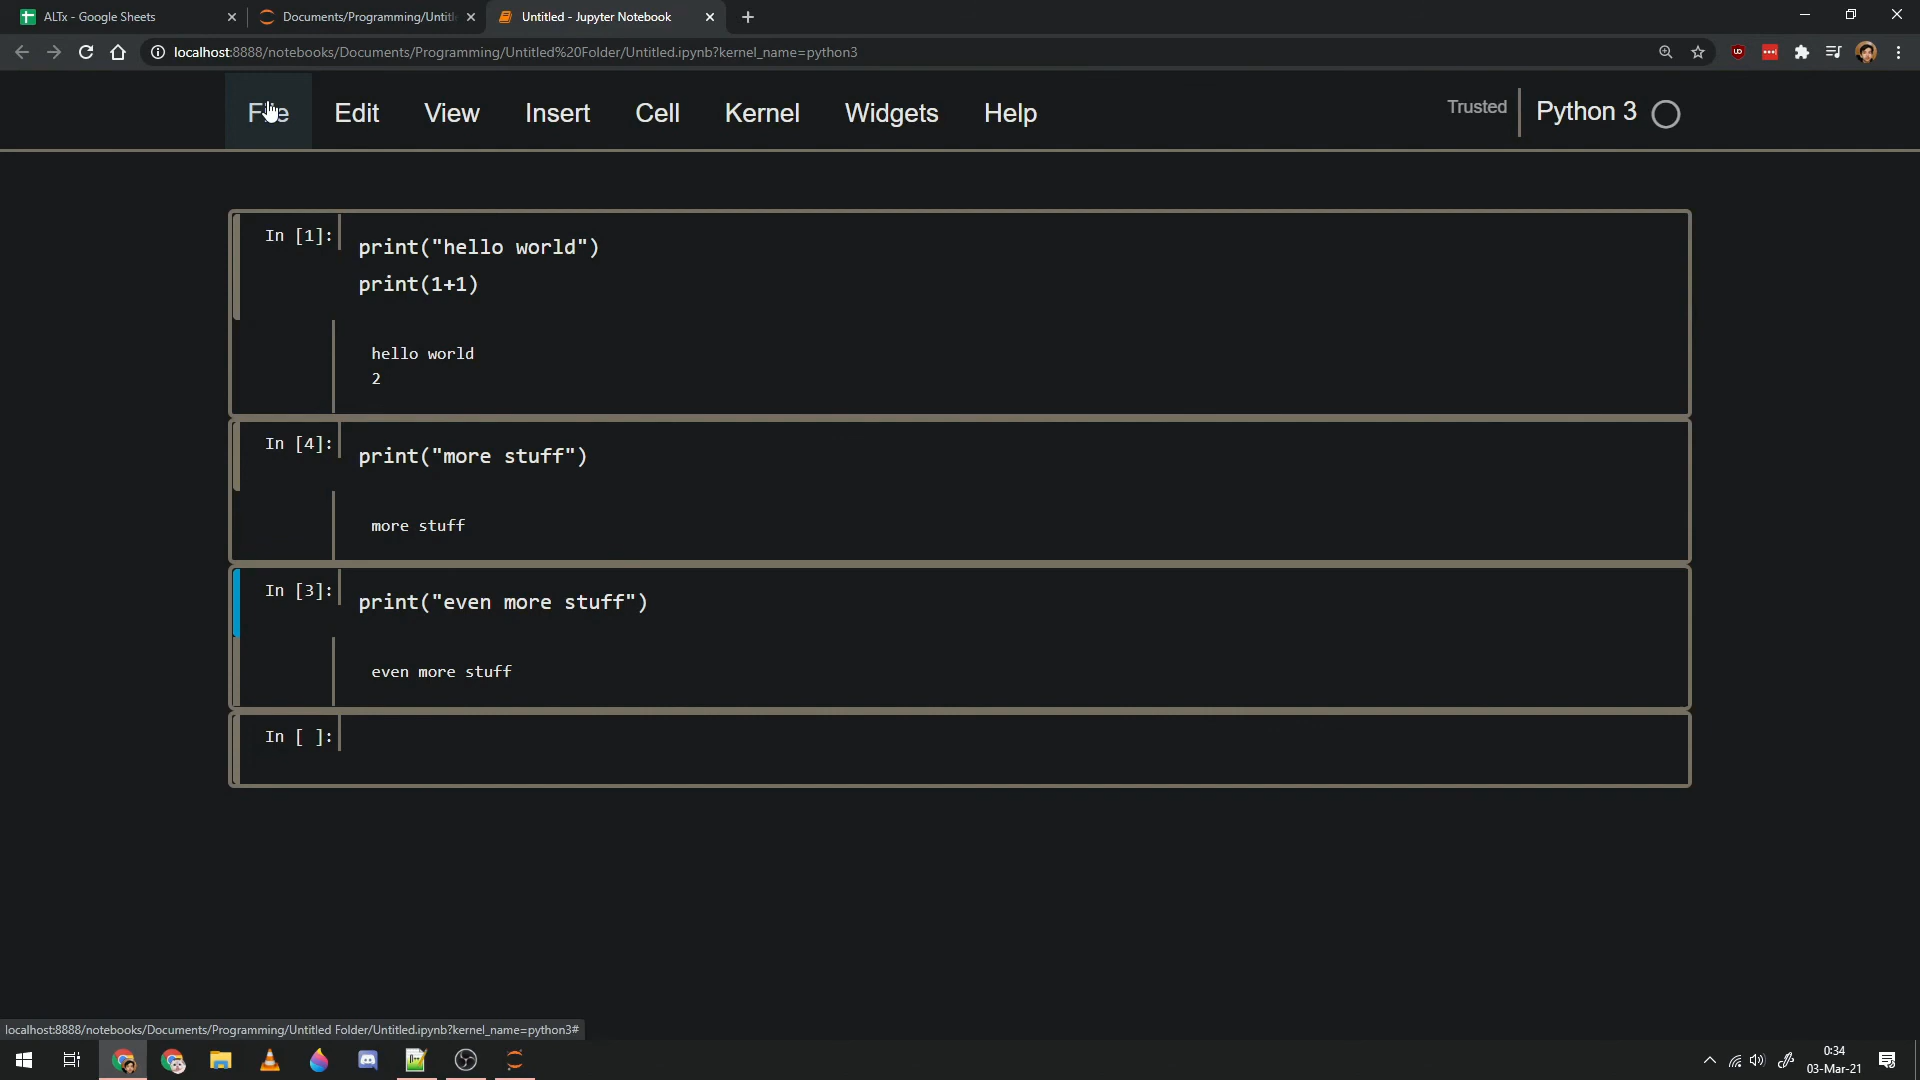 ALTx - Google Sheets
Documents/Programming/Untitl
Untitled - Jupyter Notebook
localhost:8888/notebooks/Documents/Programming/Untitled%20Folder/Untitled.ipynb?kernel_name=python3
File Edit View Insert Cell Kernel Widgets Help
Trusted
Python 3
In [1]:
print("hello world")
print(1+1)
hello world
2
In [4]:
print("more stuff")
more stuff
In [3]:
print("even more stuff")
even more stuff
In [ ]:
localhost:8888/notebooks/Documents/Programming/Untitled Folder/Untitled.ipynb?kernel_name=python3#
0:34
03-Mar-21